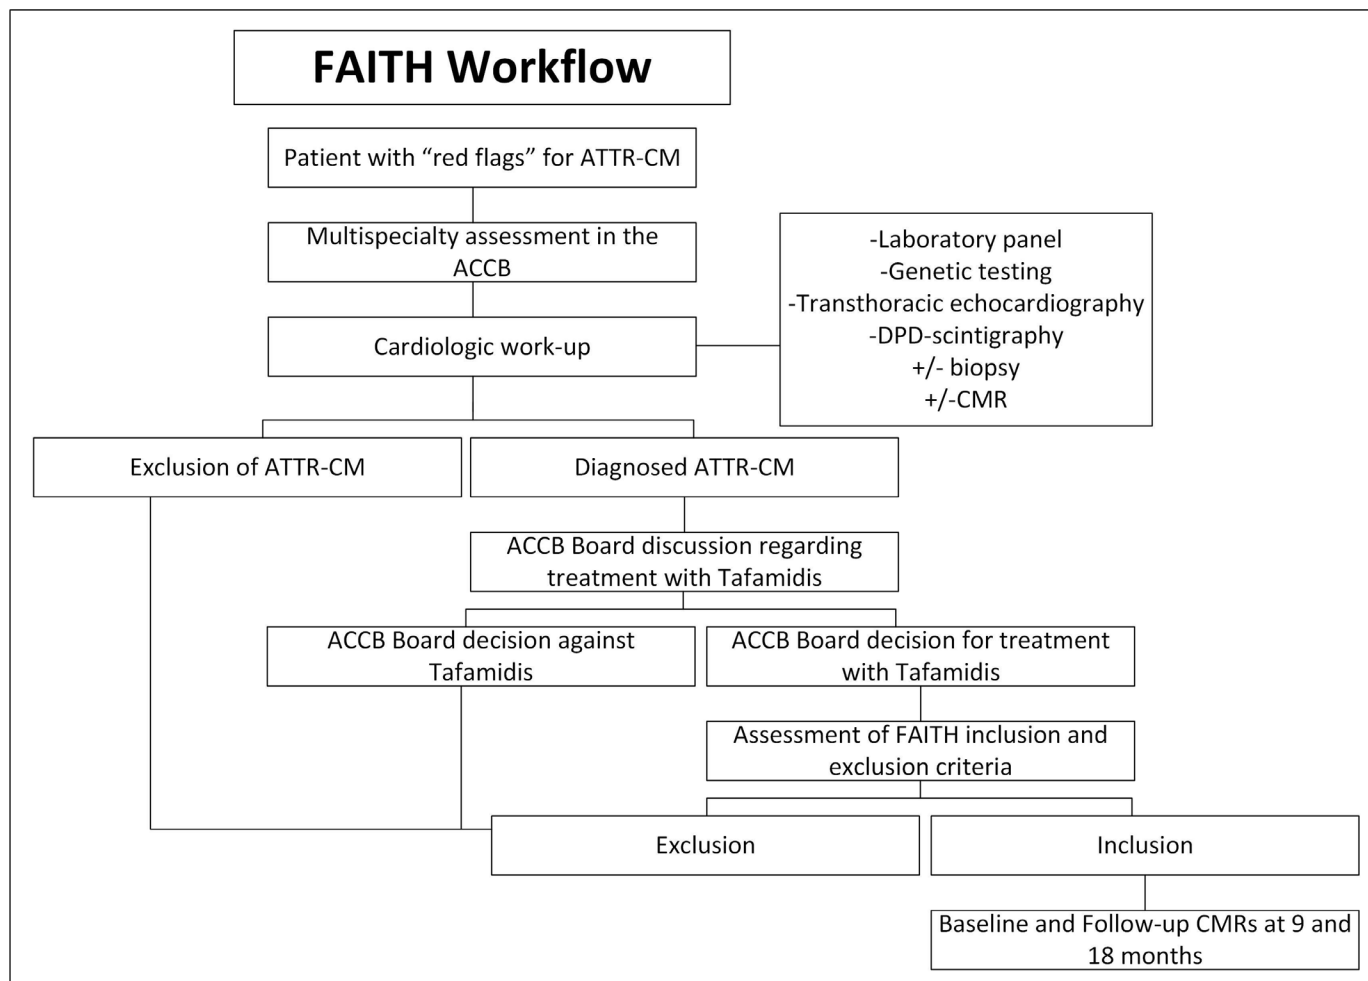 FAITH Workflow
Patient with “red flags” for ATTR-CM
Multispecialty assessment in the
ACCB
Cardiologic work-up
-Laboratory panel
-Genetic testing
-Transthoracic echocardiography
-DPD-scintigraphy
+/- biopsy
+/-CMR
Exclusion of ATTR-CM
Diagnosed ATTR-CM
ACCB Board discussion regarding
treatment with Tafamidis
ACCB Board decision against
Tafamidis
ACCB Board decision for treatment
with Tafamidis
Assessment of FAITH inclusion and
exclusion criteria
Exclusion
Inclusion
Baseline and Follow-up CMRs at 9 and
18 months